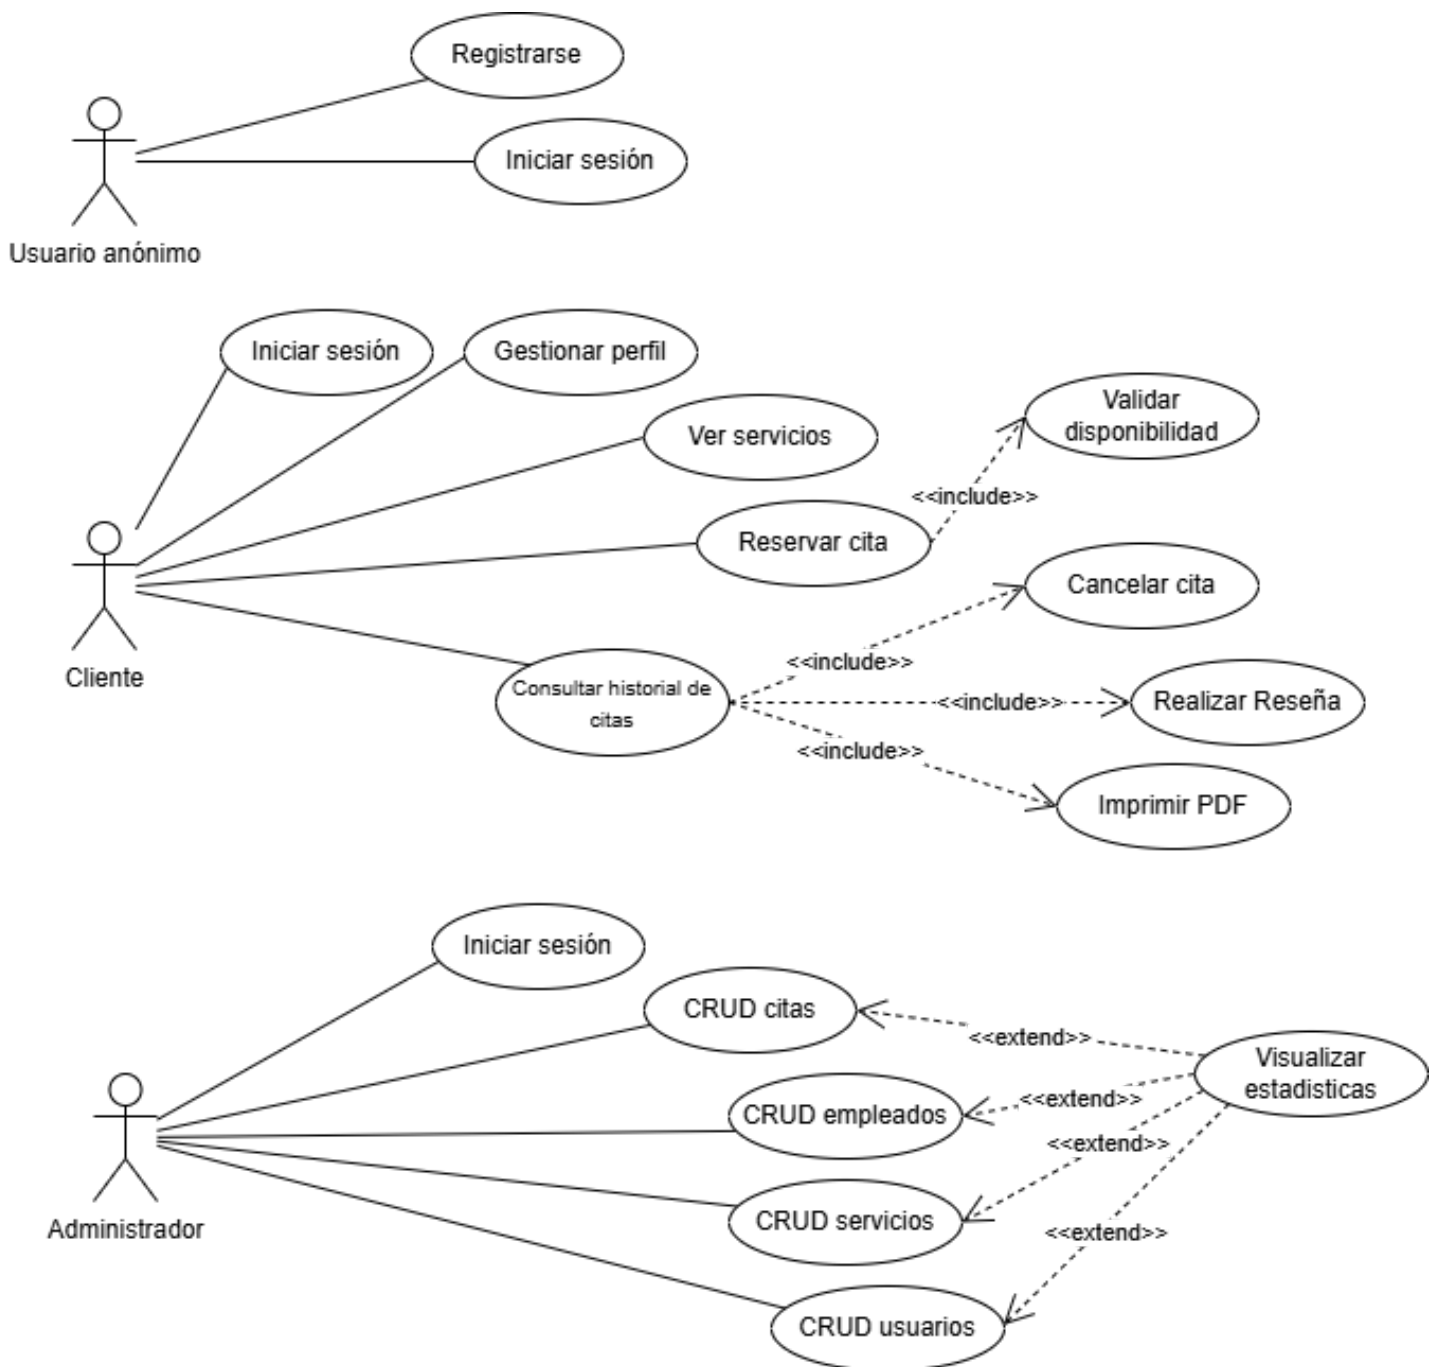 Registrarse
Iniciar sesión
Usuario anónimo
Iniciar sesión
Gestionar perfil
Ver servicios
Validar
disponibilidad
<<include>>
Reservar cita
Cancelar cita
<<include>>
Cliente
Consultar historial de
citas
<<include>>
Realizar Reseña
<<include>>
Imprimir PDF
Iniciar sesión
CRUD citas
<<extend>>
Visualizar
estadisticas
CRUD empleados
<<extend>>
<<extend>>
CRUD servicios
Administrador
<<extend>>
CRUD usuarios